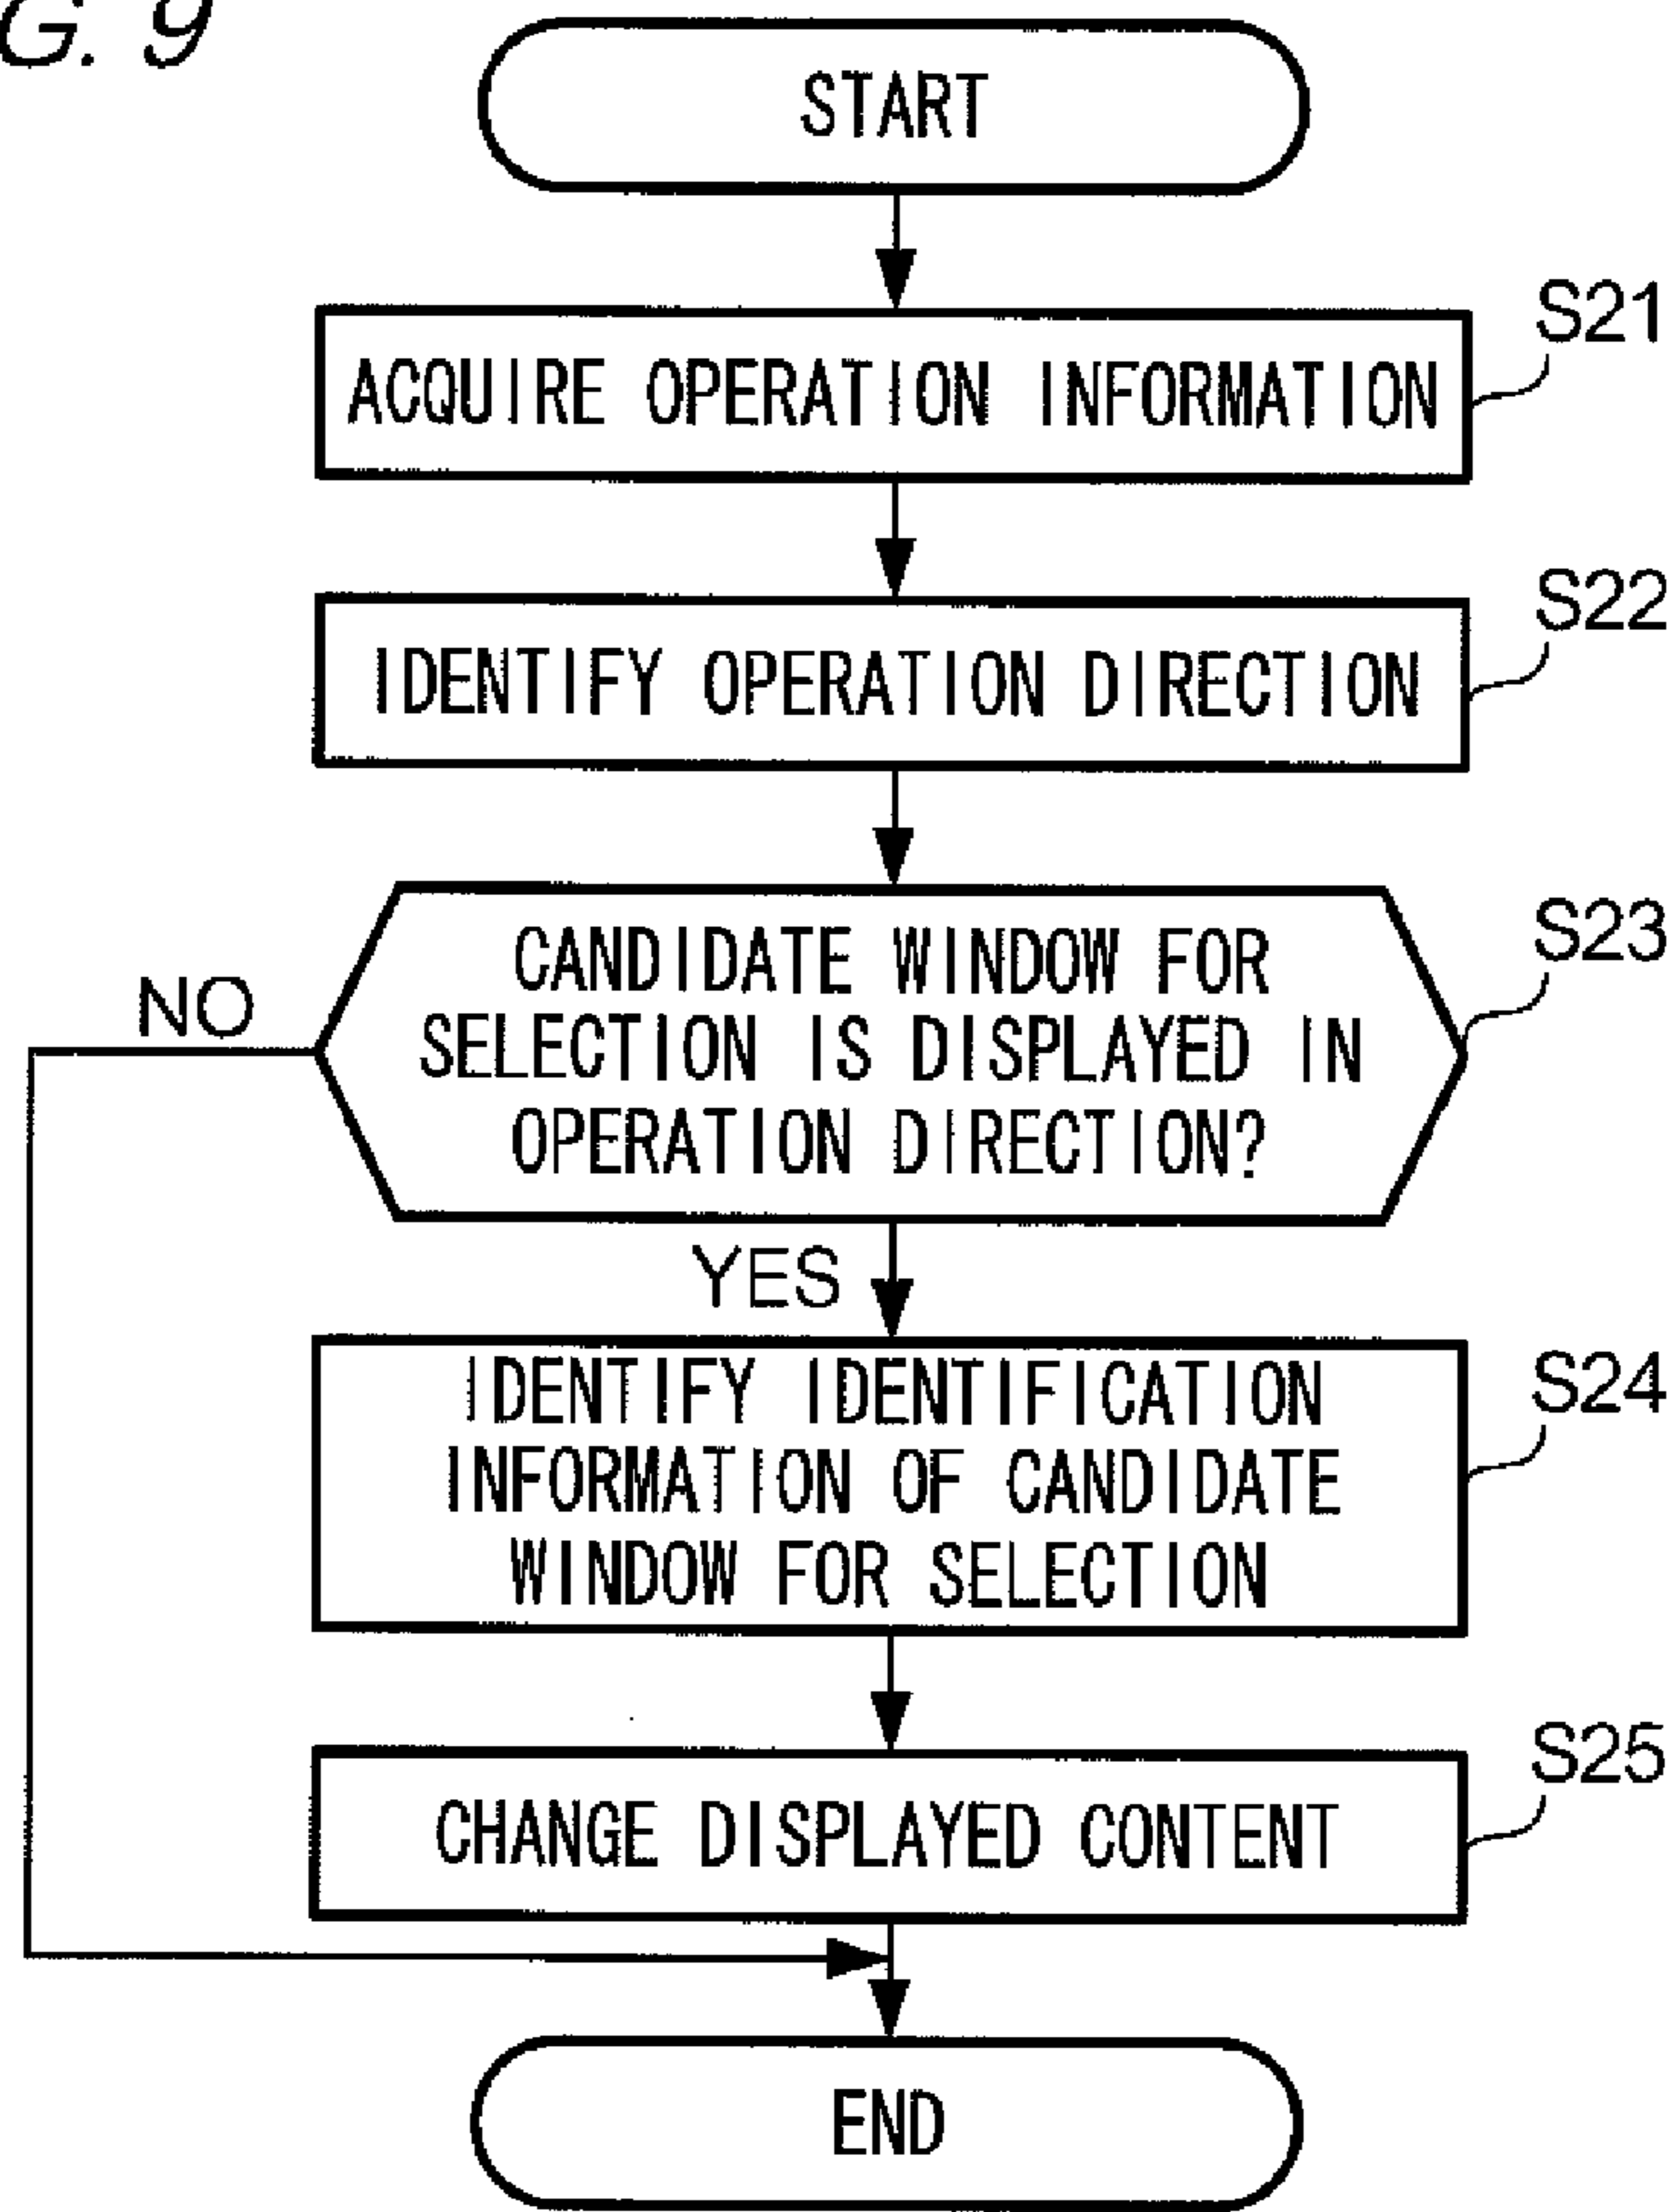 G. 9
START
S21
ACQUIRE OPERATION INFORMATION
S22
IDENTIFY OPERATION DIRECTION
S23
CANDIDATE WINDOW FOR
SELECTION IS DISPLAYED IN
OPERATION DIRECTION?
NO
YES
S24
IDENTIFY IDENTIFICATION
INFORMATION OF CANDIDATE
WINDOW FOR SELECTION
S25
CHANGE DISPLAYED CONTENT
END